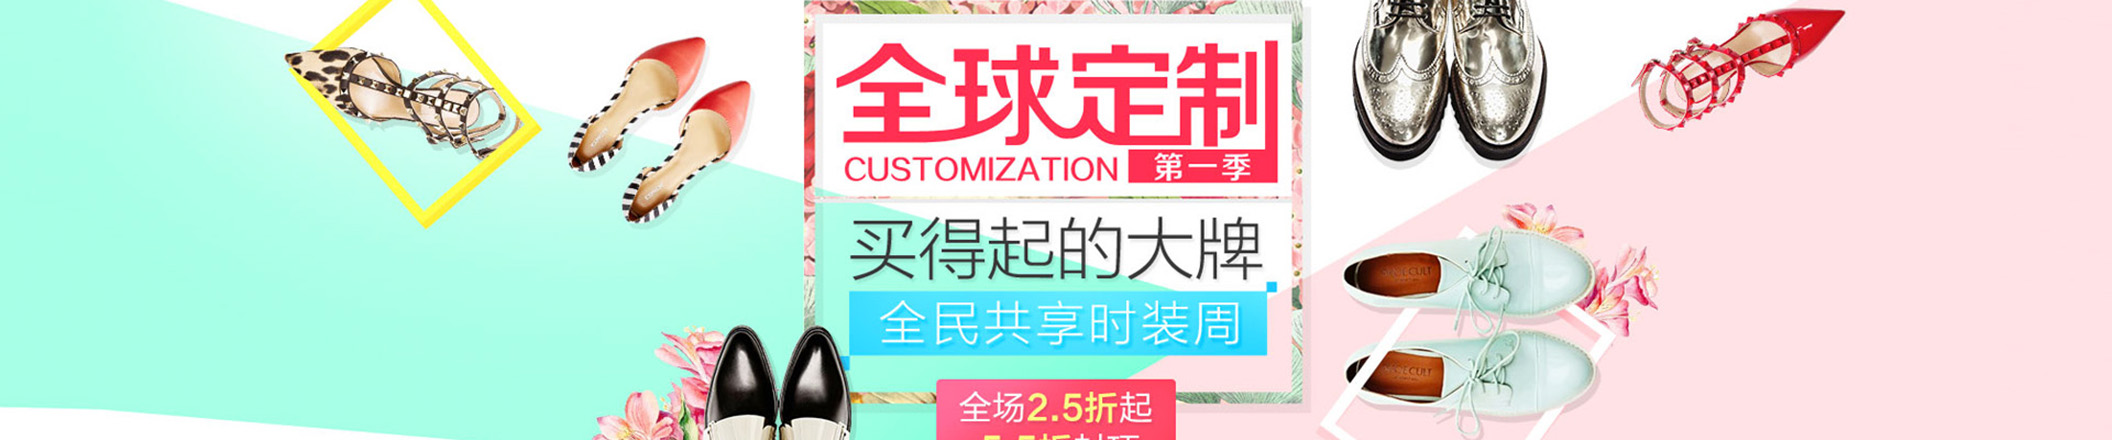 全球定制
CUSTOMIZATION 第一季
买得起的大牌
全民共享时装周
全场2.5折起